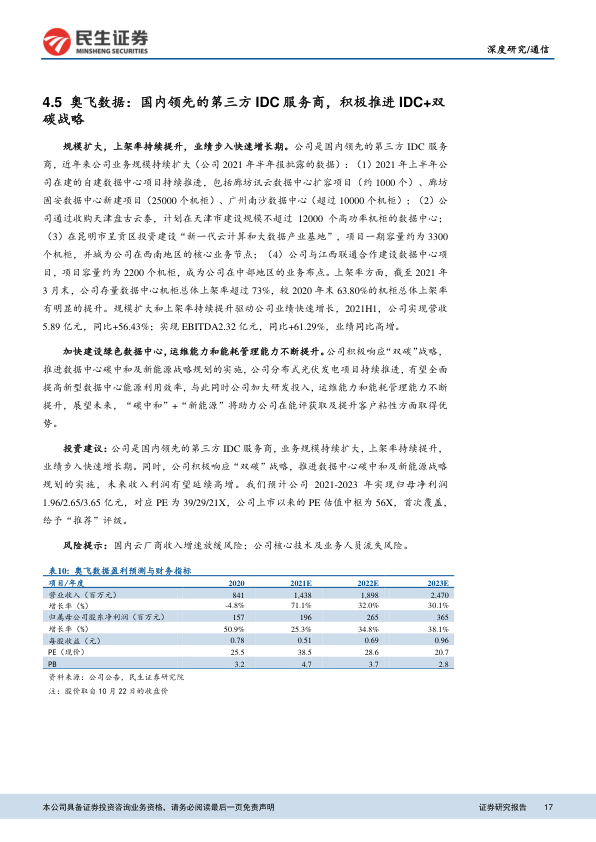 民生证券
MINSHENG SECURITIES
深度研究/通信
4.5 奥飞数据：国内领先的第三方 IDC 服务商，积极推进 IDC+双
碳战略
规模扩大，上架率持续提升，业绩步入快速增长期。公司是国内领先的第三方 IDC 服务
商，近年来公司业务规模持续扩大（公司 2021 年半年报批露的数据）：（1）2021 年上半年公
司在建的自建数据中心项目持续推进，包括廊坊讯云数据中心扩容项目（约 1000 个）、廊坊
固安数据中心新建项目（25000 个机柜）、广州南沙数据中心（超过 10000 个机柜）；（2）公
司通过收购天津盘古云泰，计划在天津市建设规模不超过 12000 个高功率机柜的数据中心；
（3）在昆明市呈贡区投资建设“新一代云计算和大数据产业基地”，项目一期容量约为 3300
个机柜，并城为公司在西南地区的核心业务节点；（4）公司与江西联通合作建设数据中心项
目，项目容量约为 2200 个机柜，成为公司在中部地区的业务布点。上架率方面，截至 2021 年
3 月末，公司存量数据中心机柜总体上架率超过 73%，较 2020 年末 63.80%的机柜总体上架率
有明显的提升。规模扩大和上架率持续提升驱动公司业绩快速增长，2021H1，公司实现营收
5.89 亿元，同比+56.43%；实现 EBITDA2.32 亿元，同比+61.29%，业绩同比高增。
加快建设绿色数据中心，运维能力和能耗管理能力不断提升。公司积极响应“双碳”战略，
推进数据中心碳中和及新能源战略规划的实施，公司分布式光伏发电项目持续推进，有望全面
提高新型数据中心能源利用效率，与此同时公司加大研发投入，运维能力和能耗管理能力不断
提升，展望未来，“碳中和”+“新能源”将助力公司在能评获取及提升客户粘性方面取得优
势。
投资建议：公司是国内领先的第三方 IDC 服务商，业务规模持续扩大，上架率持续提升，
业绩步入快速增长期。同时，公司积极响应“双碳”战略，推进数据中心碳中和及新能源战略
规划的实施，未来收入利润有望延续高增。我们预计公司 2021-2023 年实现归母净利润
1.96/2.65/3.65 亿元，对应 PE 为 39/29/21X，公司上市以来的 PE 估值中枢为 56X，首次覆盖，
给予“推荐”评级。
风险提示：国内云厂商收入增速放缓风险；公司核心技术及业务人员流失风险。
表10：奥飞数据盈利预测与财务指标
项目/年度 2020 2021E 2022E 2023E
营业收入（百万元） 841 1,438 1,898 2,470
增长率（%） -4.8% 71.1% 32.0% 30.1%
归属母公司股东净利润（百万元） 157 196 265 365
增长率（%） 50.9% 25.3% 34.8% 38.1%
每股收益（元） 0.78 0.51 0.69 0.96
PE（现价） 25.5 38.5 28.6 20.7
PB 3.2 4.7 3.7 2.8
资料来源：公司公告，民生证券研究院
注：股价取自 10 月 22 日的收盘价
本公司具备证券投资咨询业务资格，请务必阅读最后一页免责声明 证券研究报告 17